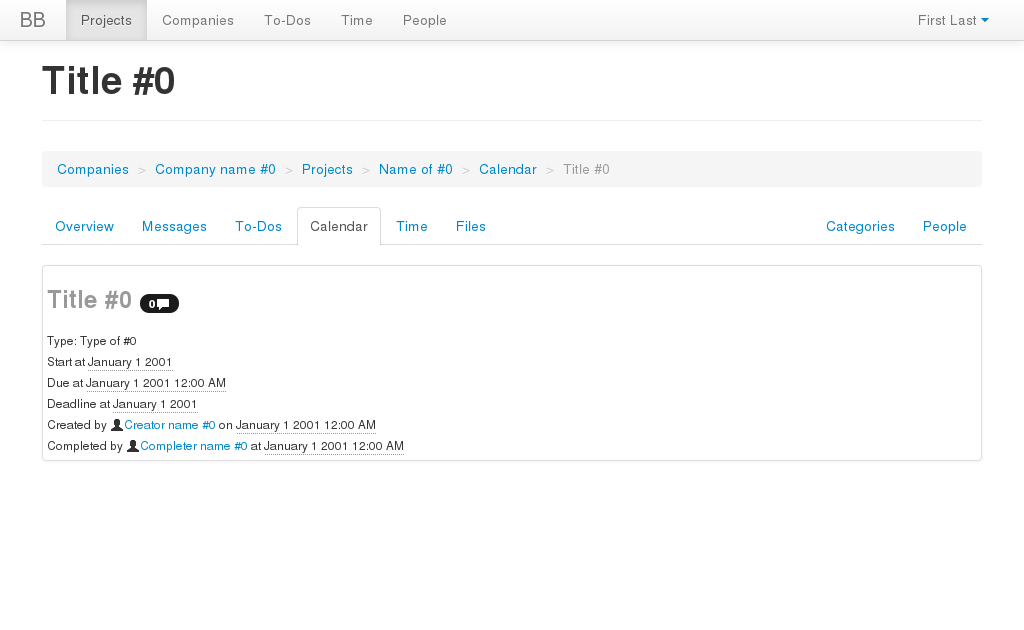 BB Projects Companies To-Dos Time People First Last
Title #0
Companies > Company name #0 > Projects > Name of #0 > Calendar > Title #0
Overview Messages To-Dos Calendar Time Files Categories People
Title #0 0
Type: Type of #0
Start at January 1 2001
Due at January 1 2001 12:00 AM
Deadline at January 1 2001
Created by Creator name #0 on January 1 2001 12:00 AM
Completed by Completer name #0 at January 1 2001 12:00 AM